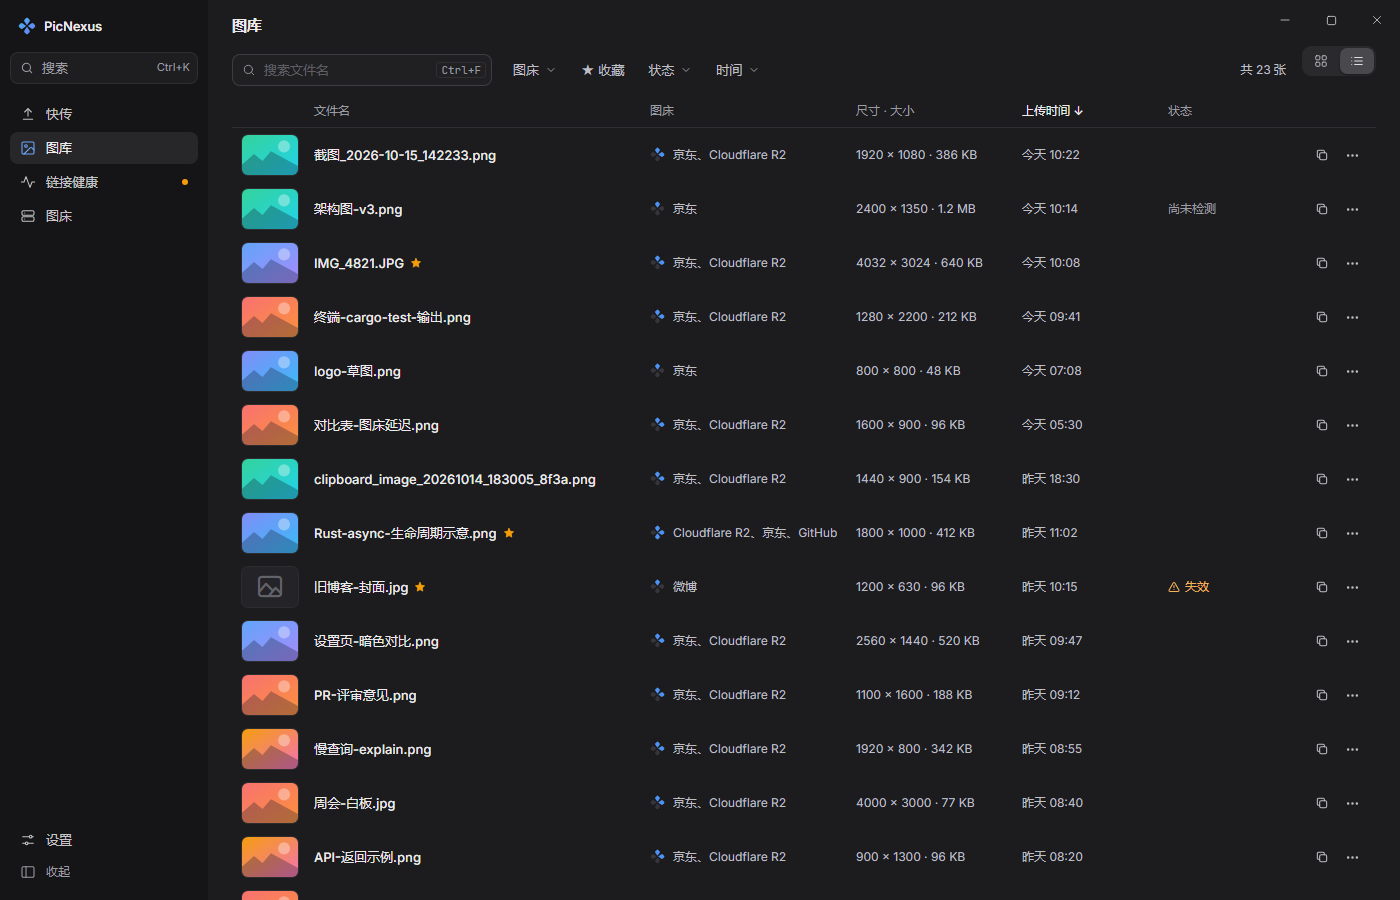 PicNexus
搜索 Ctrl+K
快传
图库
链接健康
图床
设置
收起
图库
搜索文件名 Ctrl+F 图床 ★ 收藏 状态 时间 共 23 张
文件名 图床 尺寸 · 大小 上传时间 ↓ 状态
截图_2026-10-15_142233.png 京东、Cloudflare R2 1920 × 1080 · 386 KB 今天 10:22
架构图-v3.png 京东 2400 × 1350 · 1.2 MB 今天 10:14 尚未检测
IMG_4821.JPG 京东、Cloudflare R2 4032 × 3024 · 640 KB 今天 10:08
终端-cargo-test-输出.png 京东、Cloudflare R2 1280 × 2200 · 212 KB 今天 09:41
logo-草图.png 京东 800 × 800 · 48 KB 今天 07:08
对比表-图床延迟.png 京东、Cloudflare R2 1600 × 900 · 96 KB 今天 05:30
clipboard_image_20261014_183005_8f3a.png 京东、Cloudflare R2 1440 × 900 · 154 KB 昨天 18:30
Rust-async-生命周期示意.png Cloudflare R2、京东、GitHub 1800 × 1000 · 412 KB 昨天 11:02
旧博客-封面.jpg 微博 1200 × 630 · 96 KB 昨天 10:15 失效
设置页-暗色对比.png 京东、Cloudflare R2 2560 × 1440 · 520 KB 昨天 09:47
PR-评审意见.png 京东、Cloudflare R2 1100 × 1600 · 188 KB 昨天 09:12
慢查询-explain.png 京东、Cloudflare R2 1920 × 800 · 342 KB 昨天 08:55
周会-白板.jpg 京东、Cloudflare R2 4000 × 3000 · 77 KB 昨天 08:40
API-返回示例.png 京东、Cloudflare R2 900 × 1300 · 96 KB 昨天 08:20